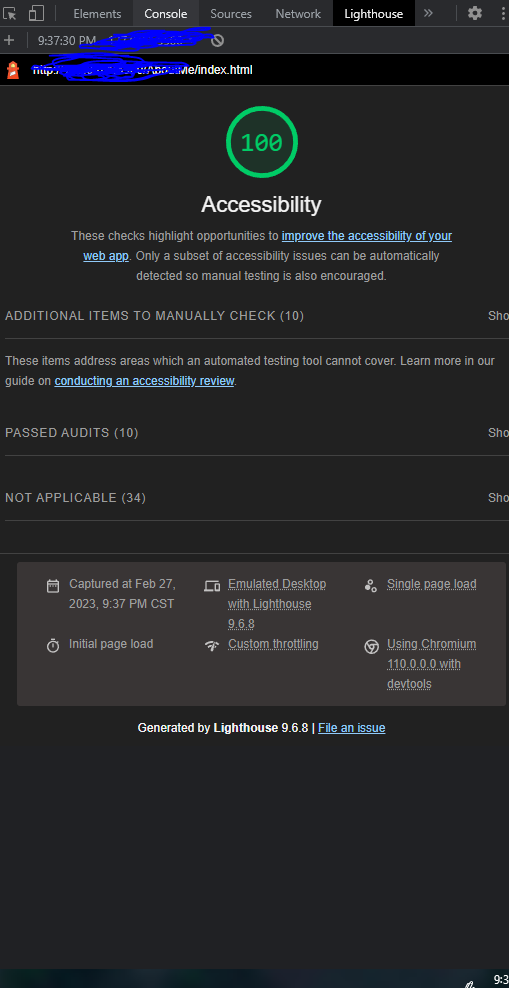 Elements Console Sources Network Lighthouse
9:37:30 PM
/index.html
100
Accessibility
These checks highlight opportunities to improve the accessibility of your
web app. Only a subset of accessibility issues can be automatically
detected so manual testing is also encouraged.
ADDITIONAL ITEMS TO MANUALLY CHECK (10) Sho
These items address areas which an automated testing tool cannot cover. Learn more in our
guide on conducting an accessibility review.
PASSED AUDITS (10) Sho
NOT APPLICABLE (34) Sho
Captured at Feb 27,
2023, 9:37 PM CST
Emulated Desktop
with Lighthouse
9.6.8
Single page load
Initial page load
Custom throttling
Using Chromium
110.0.0.0 with
devtools
Generated by Lighthouse 9.6.8 | File an issue
9:3